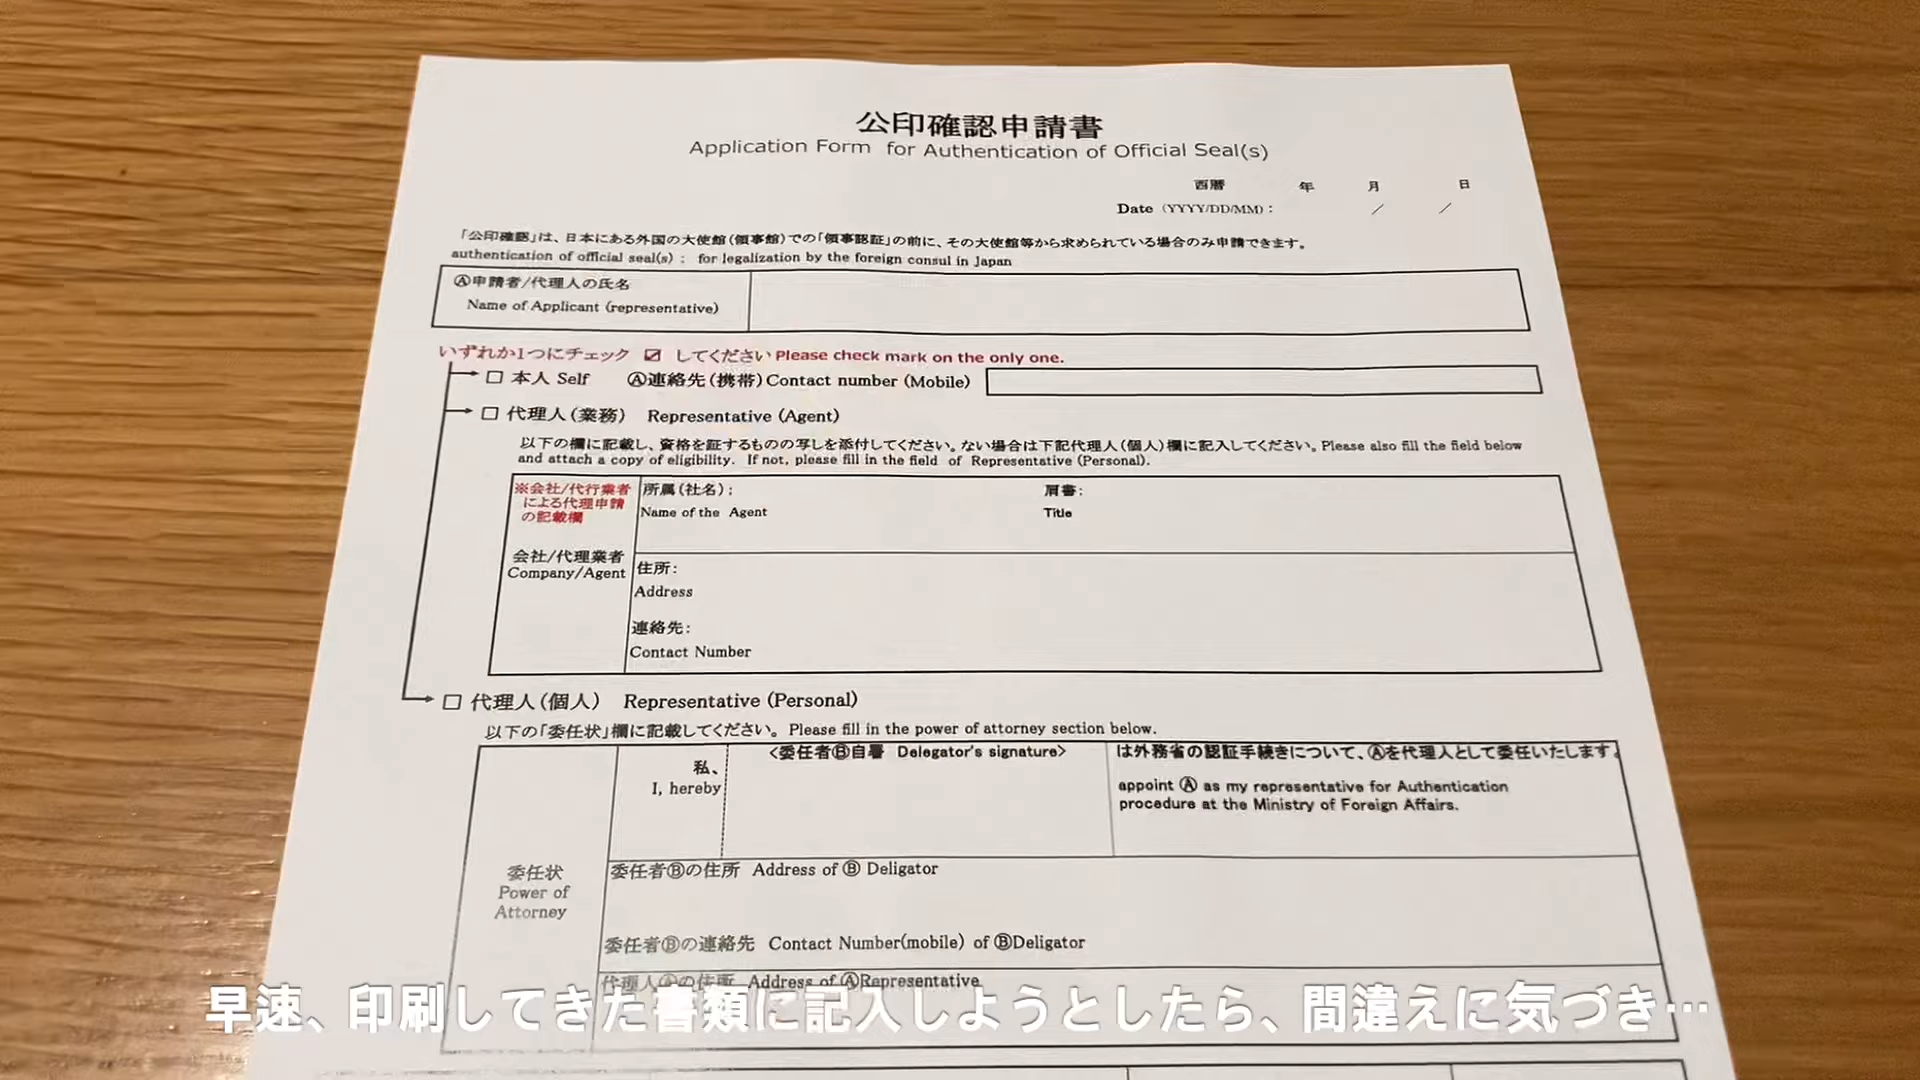 公印確認申請書
Application Form for Authentication of Official Seal(s)
西暦 年 月 日
Date (YYYY/DD/MM): / /
「公印確認」は、日本にある外国の大使館(領事館)での「領事認証」の前に、その大使館等から求められている場合のみ申請できます。
authentication of official seal(s) : for legalization by the foreign consul in Japan
Ⓐ申請者/代理人の氏名
Name of Applicant (representative)
いずれか1つにチェック ☑ してください Please check mark on the only one.
□ 本人 Self Ⓐ連絡先(携帯)Contact number (Mobile)
□ 代理人(業務) Representative (Agent)
以下の欄に記載し、資格を証するものの写しを添付してください。ない場合は下記代理人(個人)欄に記入してください。Please also fill the field below
and attach a copy of eligibility. If not, please fill in the field of Representative (Personal).
※会社/代行業者
による代理申請
の記載欄
会社/代理業者
Company/Agent
所属(社名): 肩書:
Name of the Agent Title
住所:
Address
連絡先:
Contact Number
□ 代理人(個人) Representative (Personal)
以下の「委任状」欄に記載してください。Please fill in the power of attorney section below.
委任状
Power of
Attorney
私、
I, hereby
<委任者Ⓑ自署 Delegator's signature>
は外務省の認証手続きについて、Ⓐを代理人として委任いたします。
appoint Ⓐ as my representative for Authentication
procedure at the Ministry of Foreign Affairs.
委任者Ⓑの住所 Address of Ⓑ Deligator
委任者Ⓑの連絡先 Contact Number(mobile) of ⒷDeligator
代理人Ⓐの住所 Address of ⒶRepresentative
早速、印刷してきた書類に記入しようとしたら、間違えに気づき…